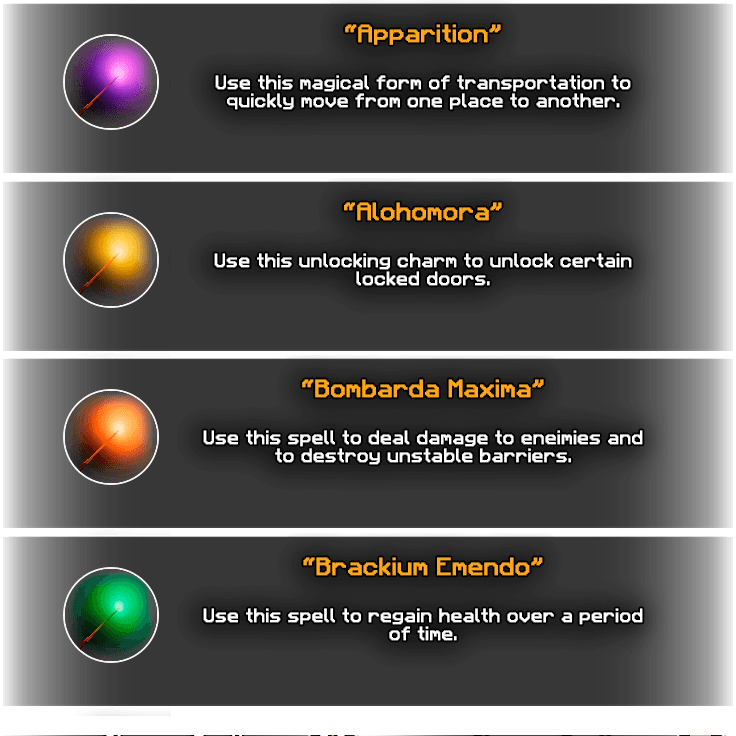 "Apparition"
Use this magical form of transportation to
quickly move from one place to another.
"Alohomora"
Use this unlocking charm to unlock certain
locked doors.
"Bombarda Maxima"
Use this spell to deal damage to eneimies and
to destroy unstable barriers.
"Brackium Emendo"
Use this spell to regain health over a period
of time.